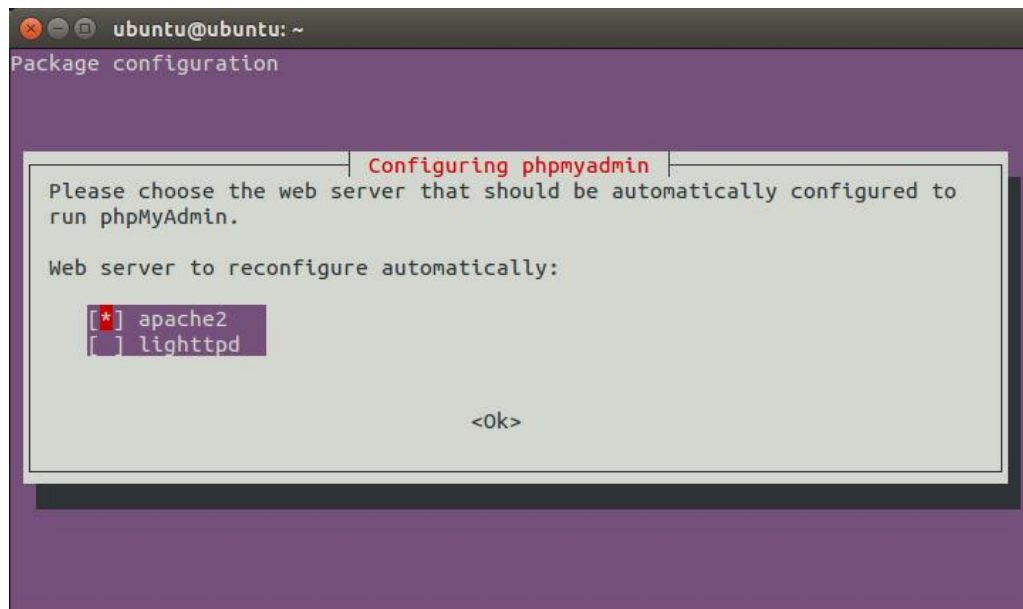 ubuntu@ubuntu: ~
Package configuration
Configuring phpmyadmin
Please choose the web server that should be automatically configured to
run phpMyAdmin.
Web server to reconfigure automatically:
[*] apache2
[ ] lighttpd
<Ok>